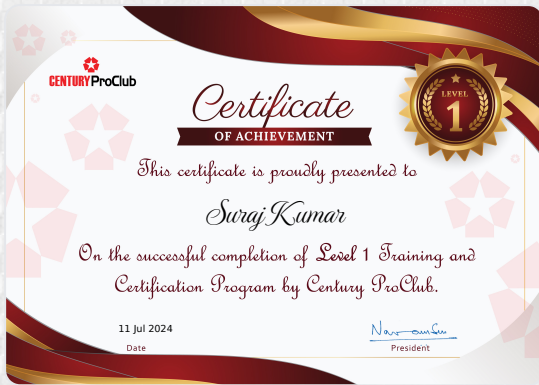 CENTURY ProClub
Certificate
OF ACHIEVEMENT
LEVEL
1
This certificate is proudly presented to
Suraj Kumar
On the successful completion of Level 1 Training and
Certification Program by Century ProClub.
11 Jul 2024
Date
President